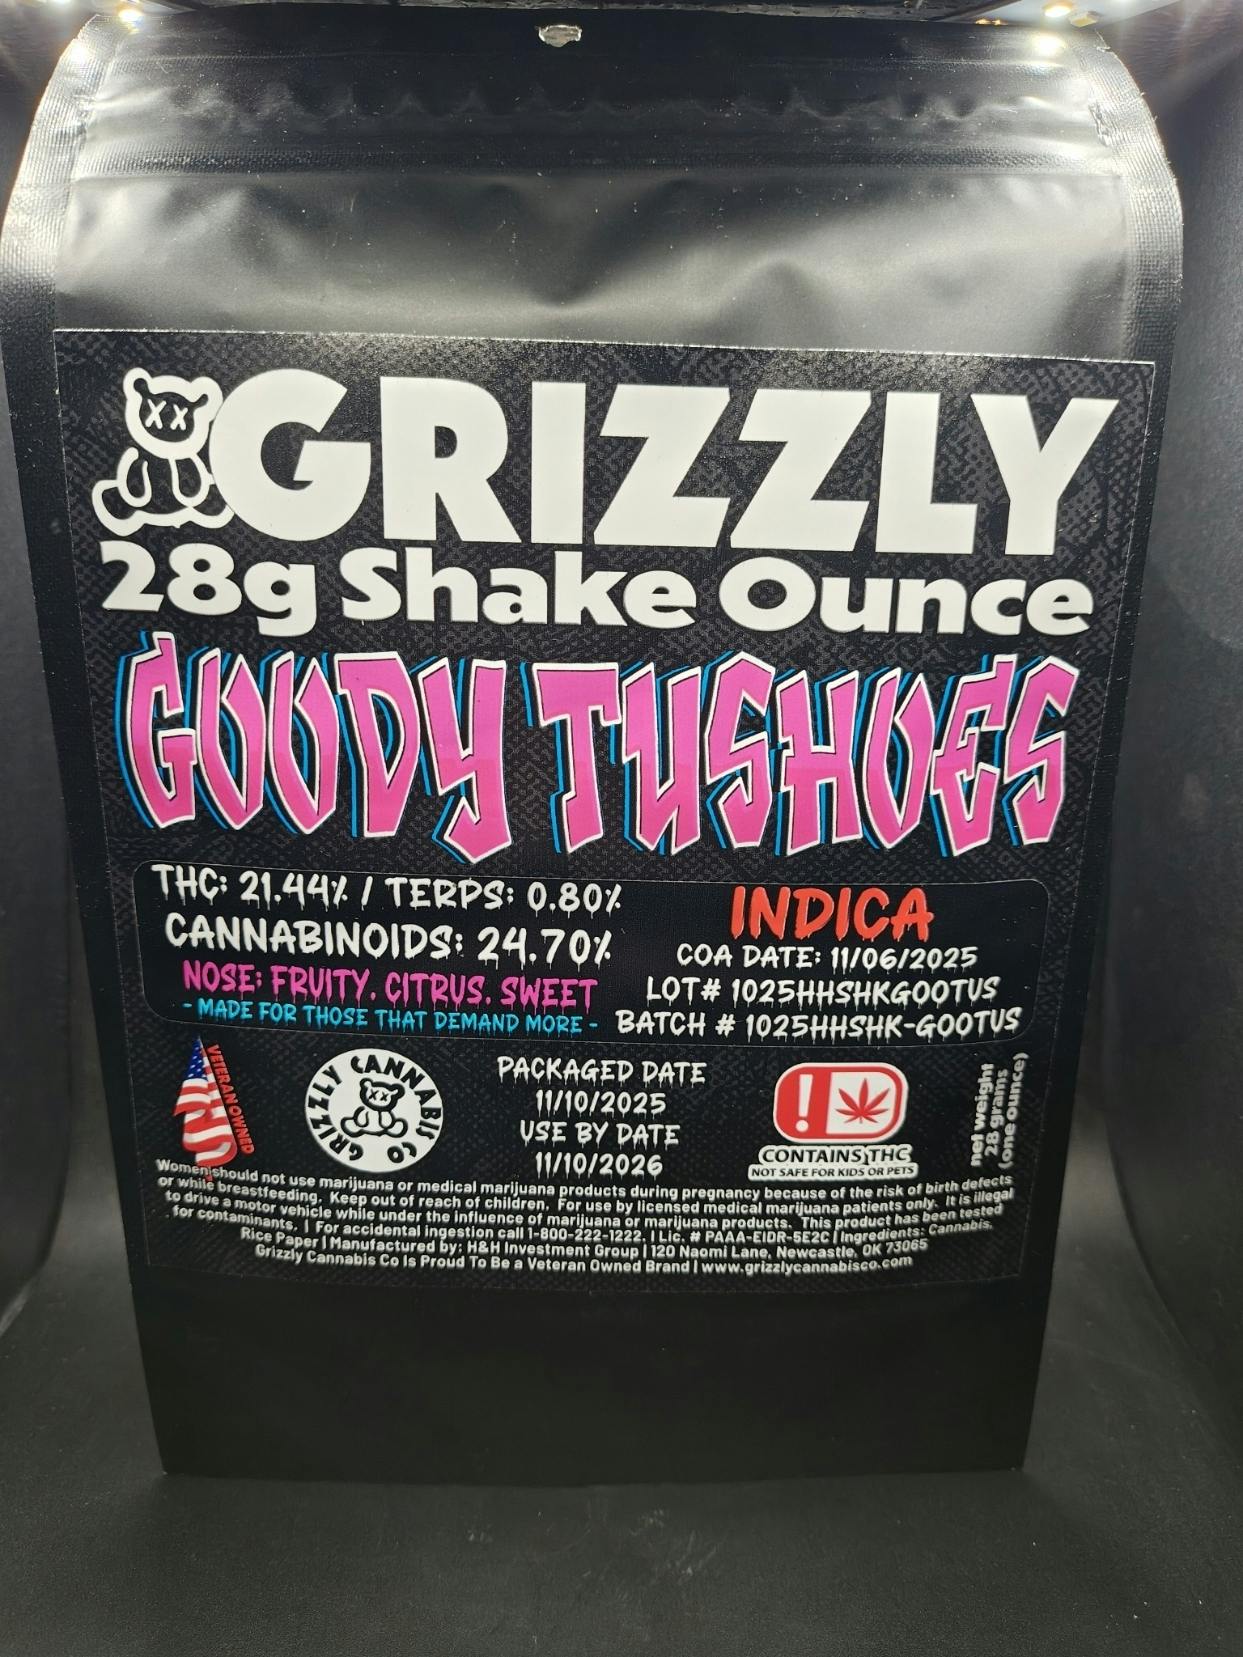 GRIZZLY
28g Shake Ounce
GOODY TUSHOES
THC: 21.44% / TERPS: 0.80%
CANNABINOIDS: 24.70%
NOSE: FRUITY. CITRUS. SWEET
- MADE FOR THOSE THAT DEMAND MORE -
INDICA
COA DATE: 11/06/2025
LOT# 1025HHSHKGOOTUS
BATCH # 1025HHSHK-GOOTUS
VETERAN OWNED
GRIZZLY CANNABIS CO
PACKAGED DATE
11/10/2025
USE BY DATE
11/10/2026
!
CONTAINS THC
NOT SAFE FOR KIDS OR PETS
net weight
28 grams
(one ounce)
Women should not use marijuana or medical marijuana products during pregnancy because of the risk of birth defects
or while breastfeeding. Keep out of reach of children. For use by licensed medical marijuana patients only. It is illegal
to drive a motor vehicle while under the influence of marijuana or marijuana products. This product has been tested
for contaminants. | For accidental ingestion call 1-800-222-1222. | Lic. # PAAA-EIDR-5E2C | Ingredients: Cannabis.
Rice Paper | Manufactured by: H&H Investment Group | 120 Naomi Lane, Newcastle, OK 73065
Grizzly Cannabis Co Is Proud To Be a Veteran Owned Brand | www.grizzlycannabisco.com